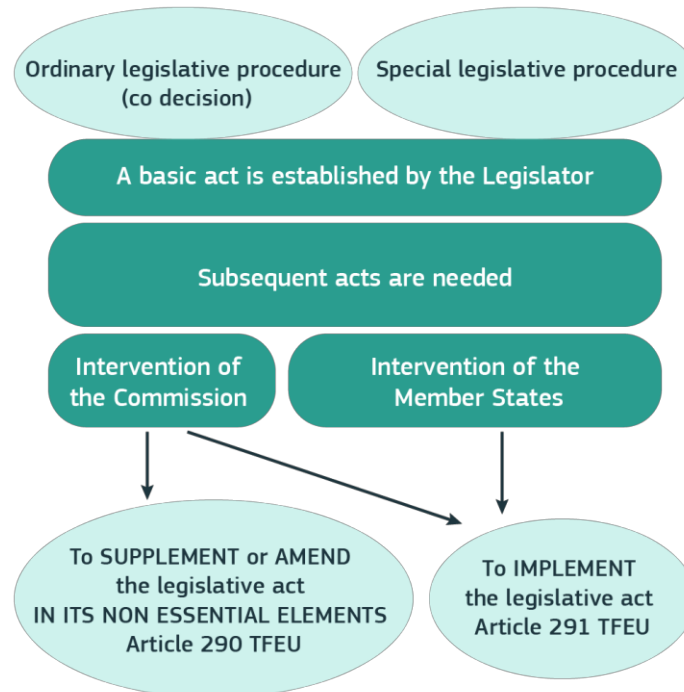 Ordinary legislative procedure
(co decision)
Special legislative procedure
A basic act is established by the Legislator
Subsequent acts are needed
Intervention of
the Commission
Intervention of the
Member States
To SUPPLEMENT or AMEND
the legislative act
IN ITS NON ESSENTIAL ELEMENTS
Article 290 TFEU
To IMPLEMENT
the legislative act
Article 291 TFEU